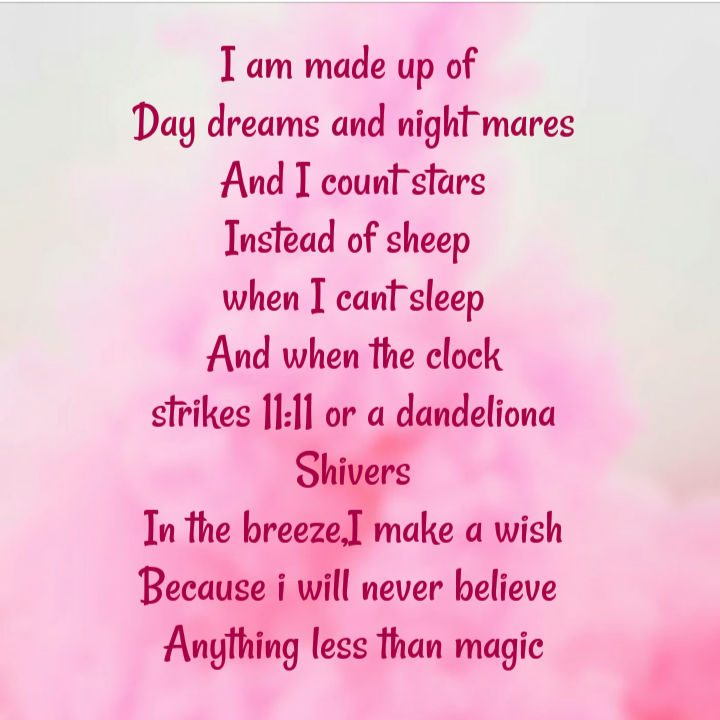 I am made up of
Day dreams and night mares
And I count stars
Instead of sheep
when I cant sleep
And when the clock
strikes 11:11 or a dandeliona
Shivers
In the breeze,I make a wish
Because i will never believe
Anything less than magic